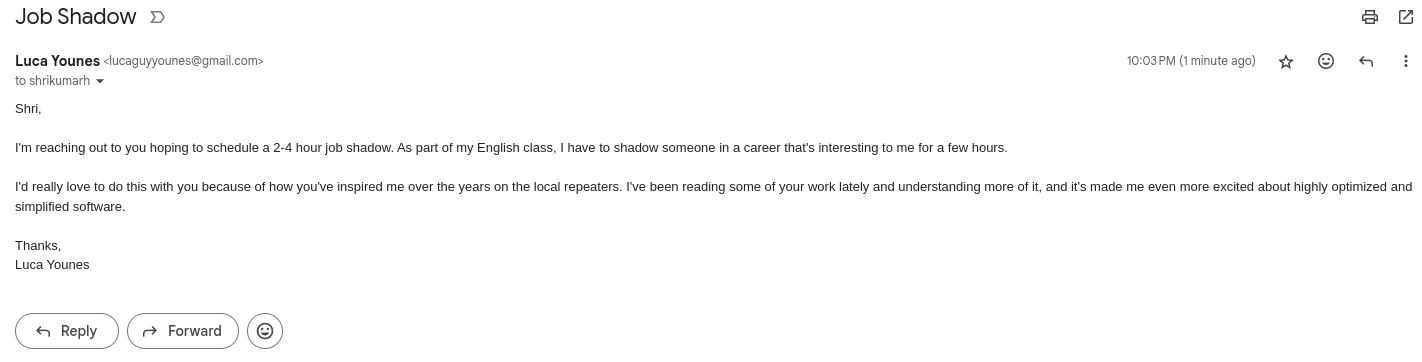 Job Shadow
Luca Younes <lucaguyyounes@gmail.com>
10:03 PM (1 minute ago)
to shrikumarh
Shri,
I'm reaching out to you hoping to schedule a 2-4 hour job shadow. As part of my English class, I have to shadow someone in a career that's interesting to me for a few hours.
I'd really love to do this with you because of how you've inspired me over the years on the local repeaters. I've been reading some of your work lately and understanding more of it, and it's made me even more excited about highly optimized and
simplified software.
Thanks,
Luca Younes
Reply
Forward